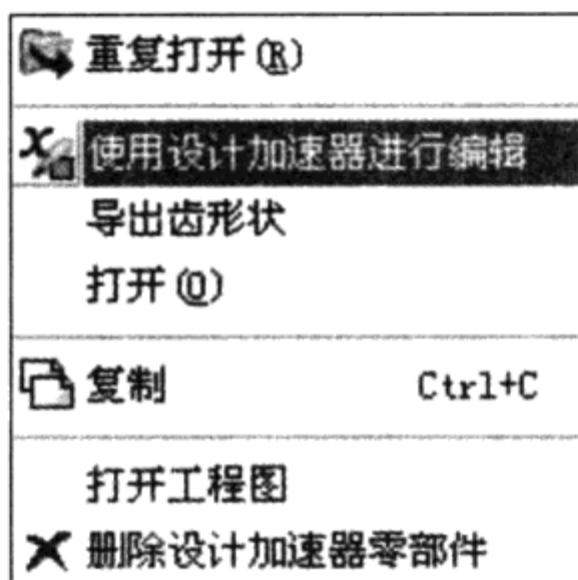 重复打开(R)
使用设计加速器进行编辑
导出齿形状
打开(O)
复制 Ctrl+C
打开工程图
删除设计加速器零部件